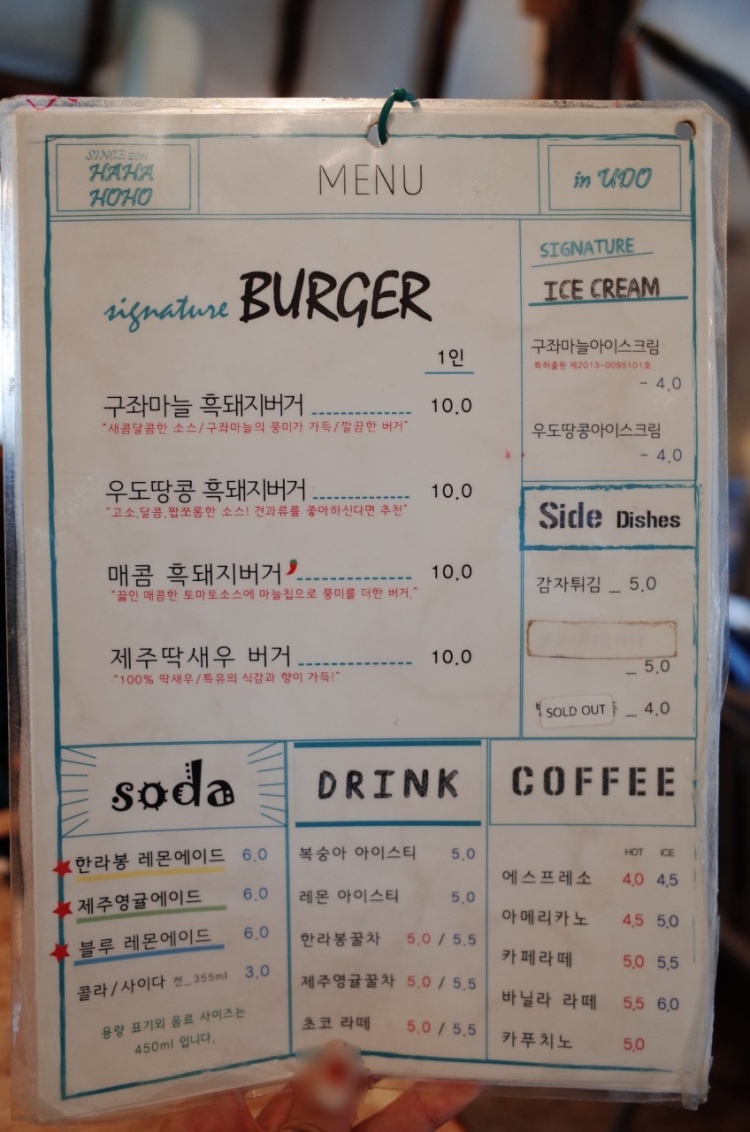 SINCE 2011
HAHA
HOHO
MENU
in UDO
signature BURGER
1인
구좌마늘 흑돼지버거 10.0
"새콤달콤한 소스/구좌마늘의 풍미가 가득/깔끔한 버거"
우도땅콩 흑돼지버거 10.0
"고소,달콤,짭쪼롬한 소스! 견과류를 좋아하신다면 추천"
매콤 흑돼지버거 10.0
"끓인 매콤한 토마토소스에 마늘칩으로 풍미를 더한 버거."
제주딱새우 버거 10.0
"100% 딱새우/특유의 식감과 향이 가득!"
SIGNATURE
ICE CREAM
구좌마늘아이스크림
특허출원 제2013-0095101호
- 4.0
우도땅콩아이스크림
- 4.0
Side Dishes
감자튀김 _ 5.0
_ 5.0
SOLD OUT _ 4.0
soda
한라봉 레몬에이드 6.0
제주영귤에이드 6.0
블루 레몬에이드 6.0
콜라/사이다 캔_355ml 3.0
용량 표기외 음료 사이즈는
450ml 입니다.
DRINK
복숭아 아이스티 5.0
레몬 아이스티 5.0
한라봉꿀차 5.0 / 5.5
제주영귤꿀차 5.0 / 5.5
초코 라떼 5.0 / 5.5
COFFEE
HOT ICE
에스프레소 4.0 4.5
아메리카노 4.5 5.0
카페라떼 5.0 5.5
바닐라 라떼 5.5 6.0
카푸치노 5.0